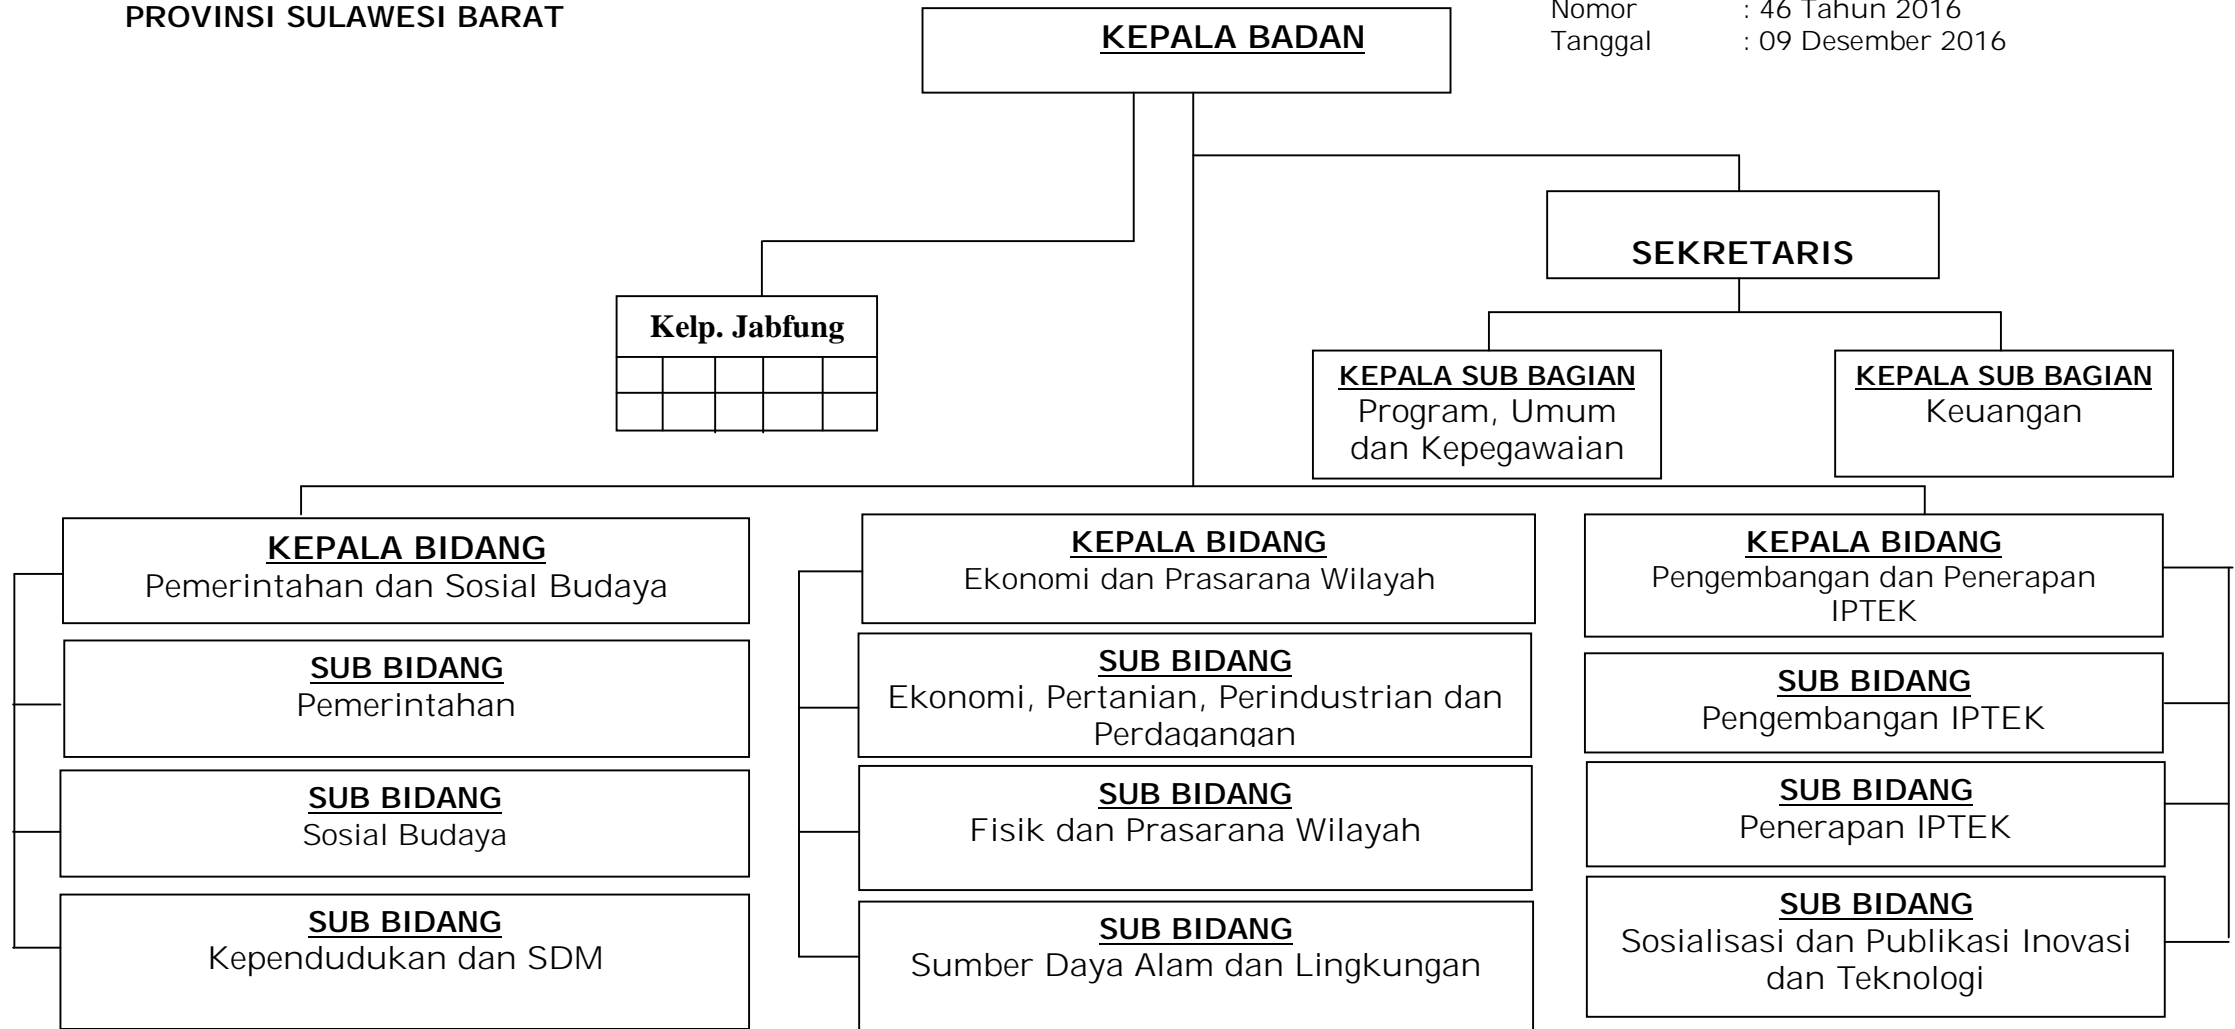 PROVINSI SULAWESI BARAT
Nomor : 46 Tahun 2016
Tanggal : 09 Desember 2016
KEPALA BADAN
SEKRETARIS
Kelp. Jabfung
KEPALA SUB BAGIAN
Program, Umum
dan Kepegawaian
KEPALA SUB BAGIAN
Keuangan
KEPALA BIDANG
Pemerintahan dan Sosial Budaya
SUB BIDANG
Pemerintahan
SUB BIDANG
Sosial Budaya
SUB BIDANG
Kependudukan dan SDM
KEPALA BIDANG
Ekonomi dan Prasarana Wilayah
SUB BIDANG
Ekonomi, Pertanian, Perindustrian dan
Perdagangan
SUB BIDANG
Fisik dan Prasarana Wilayah
SUB BIDANG
Sumber Daya Alam dan Lingkungan
KEPALA BIDANG
Pengembangan dan Penerapan
IPTEK
SUB BIDANG
Pengembangan IPTEK
SUB BIDANG
Penerapan IPTEK
SUB BIDANG
Sosialisasi dan Publikasi Inovasi
dan Teknologi